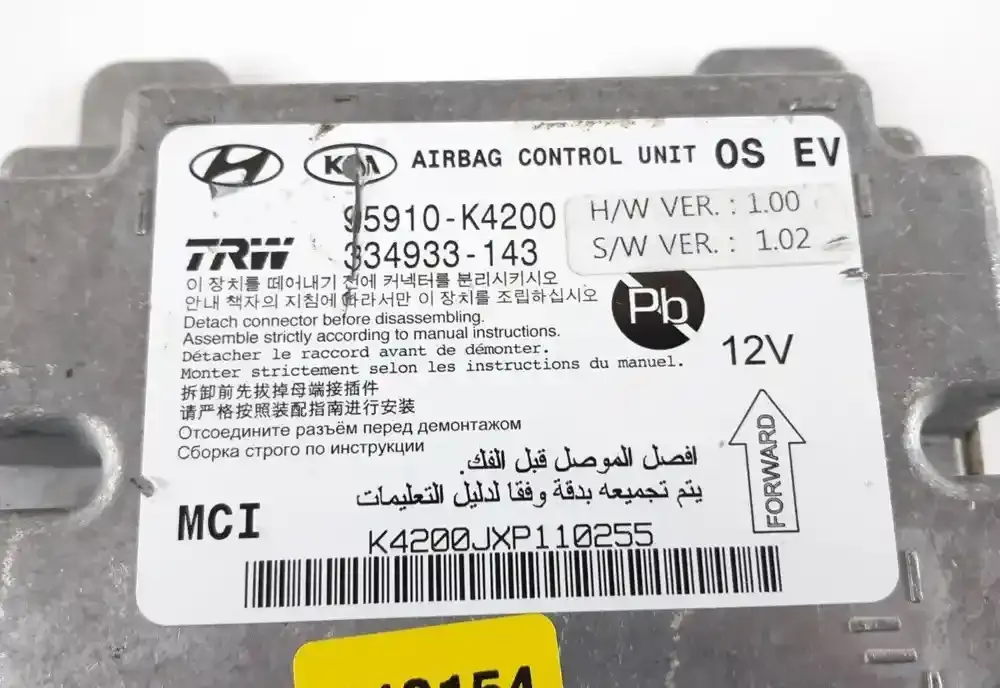 KIA AIRBAG CONTROL UNIT OS EV
95910-K4200
H/W VER. : 1.00
TRW 334933-143
S/W VER. : 1.02
이 장치를 떼어내기 전에 커넥터를 분리시키시오
안내 책자의 지침에 따라서만 이 장치를 조립하십시오
Pb
Detach connector before disassembling.
Assemble strictly according to manual instructions.
12V
Détacher le raccord avant de démonter.
Monter strictement selon les instructions du manuel.
拆卸前先拔掉母端接插件
请严格按照装配指南进行安装
Отсоедините разъём перед демонтажом
Сборка строго по инструкции
FORWARD
افصل الموصل قبل الفك.
يتم تجميعه بدقة وفقا لدليل التعليمات
MCI
K4200JXP110255